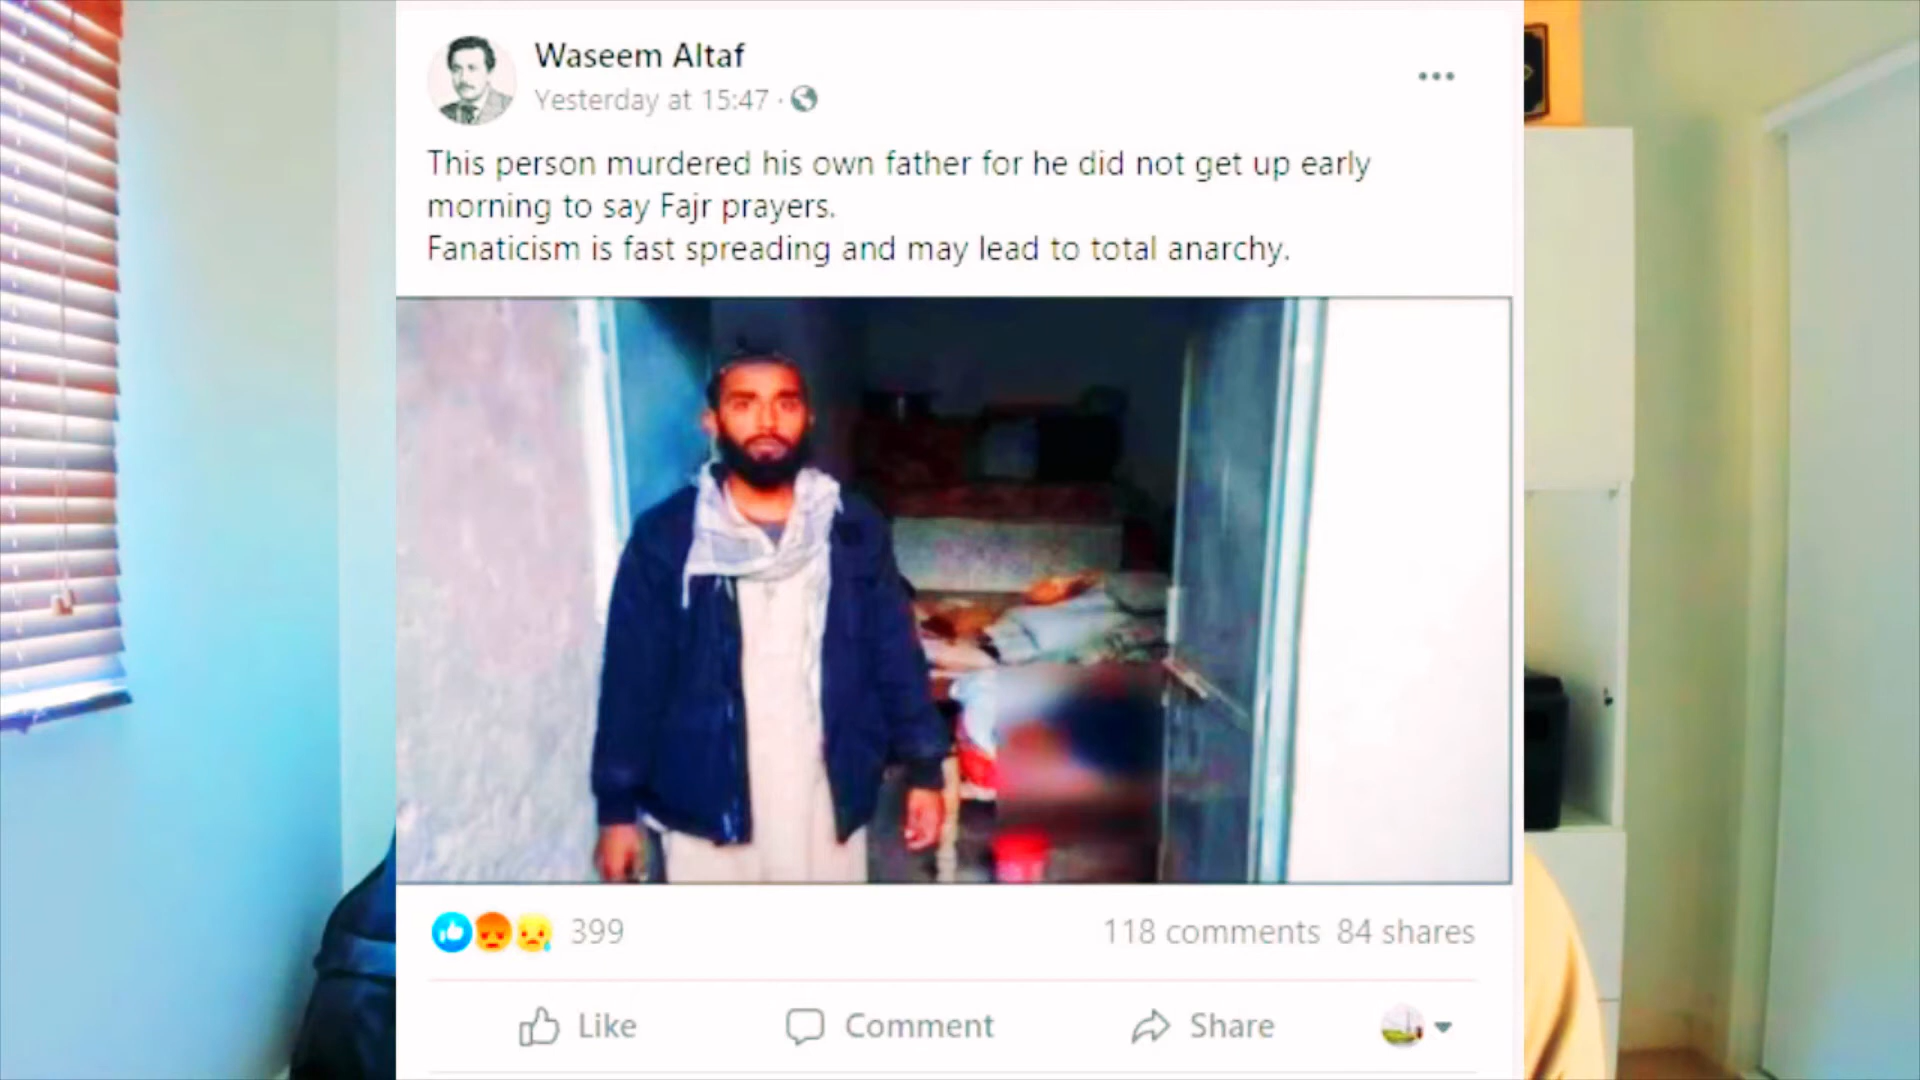 Waseem Altaf
Yesterday at 15:47 ·
This person murdered his own father for he did not get up early
morning to say Fajr prayers.
Fanaticism is fast spreading and may lead to total anarchy.
399
118 comments 84 shares
Like
Comment
Share